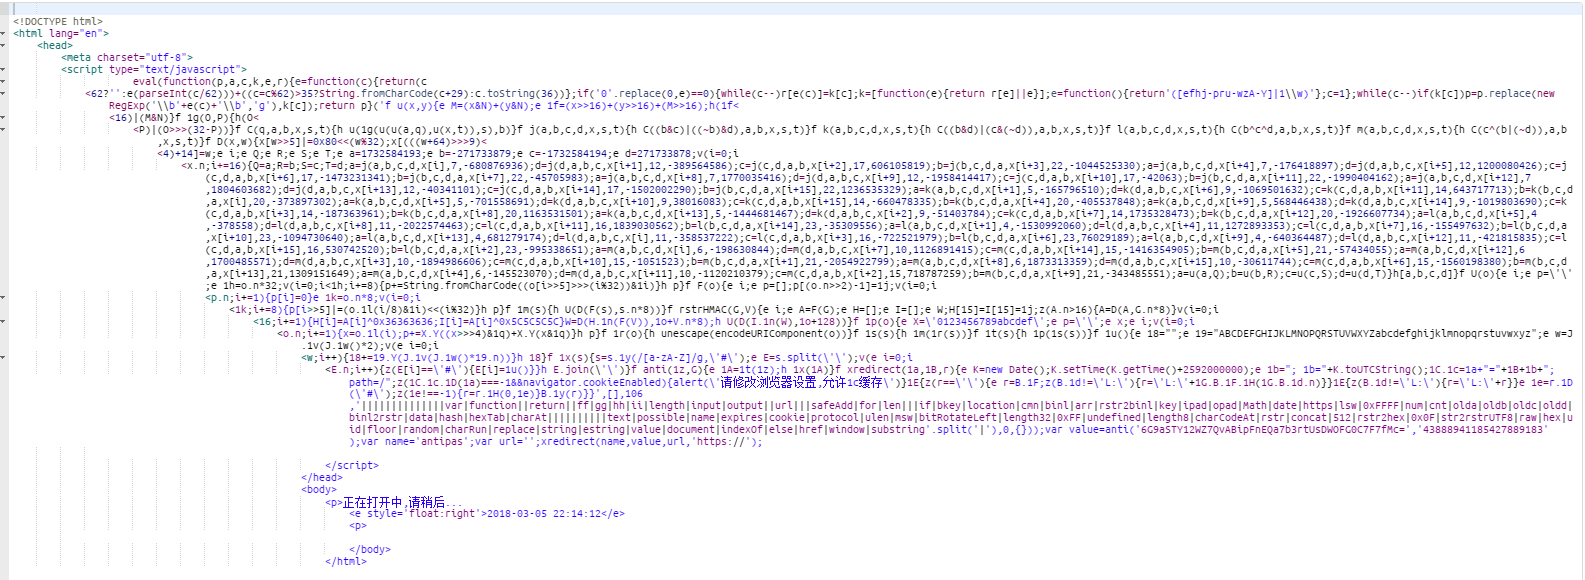 <!DOCTYPE html>
<html lang="en">
<head>
<meta charset="utf-8">
<script type="text/javascript">
eval(function(p,a,c,k,e,r){e=function(c){return(c
<62?'':e(parseInt(c/62)))+((c=c%62)>35?String.fromCharCode(c+29):c.toString(36))};if('0'.replace(0,e)==0){while(c--)r[e(c)]=k[c];k=[function(e){return r[e]||e}];e=function(){return'([efhj-pru-wzA-Y]|1\\w)'};c=1};while(c--)if(k[c])p=p.replace(new
RegExp('\\b'+e(c)+'\\b','g'),k[c]);return p}('f u(x,y){e M=(x&N)+(y&N);e 1f=(x>>16)+(y>>16)+(M>>16);h(1f<
<16)|(M&N)}f 1g(O,P){h(O<
<P)|(O>>>(32-P))}f C(q,a,b,x,s,t){h u(1g(u(u(a,q),u(x,t)),s),b)}f j(a,b,c,d,x,s,t){h C((b&c)|((~b)&d),a,b,x,s,t)}f k(a,b,c,d,x,s,t){h C((b&d)|(c&(~d)),a,b,x,s,t)}f l(a,b,c,d,x,s,t){h C(b^c^d,a,b,x,s,t)}f m(a,b,c,d,x,s,t){h C(c^(b|(~d)),a,b
,x,s,t)}f D(x,w){x[w>>5]|=0x80<<(w%32);x[(((w+64)>>>9)<
<4)+14]=w;e i;e Q;e R;e S;e T;e a=1732584193;e b=-271733879;e c=-1732584194;e d=271733878;v(i=0;i
<x.n;i+=16){Q=a;R=b;S=c;T=d;a=j(a,b,c,d,x[i],7,-680876936);d=j(d,a,b,c,x[i+1],12,-389564586);c=j(c,d,a,b,x[i+2],17,606105819);b=j(b,c,d,a,x[i+3],22,-1044525330);a=j(a,b,c,d,x[i+4],7,-176418897);d=j(d,a,b,c,x[i+5],12,1200080426);c=j
(c,d,a,b,x[i+6],17,-1473231341);b=j(b,c,d,a,x[i+7],22,-45705983);a=j(a,b,c,d,x[i+8],7,1770035416);d=j(d,a,b,c,x[i+9],12,-1958414417);c=j(c,d,a,b,x[i+10],17,-42063);b=j(b,c,d,a,x[i+11],22,-1990404162);a=j(a,b,c,d,x[i+12],7
,1804603682);d=j(d,a,b,c,x[i+13],12,-40341101);c=j(c,d,a,b,x[i+14],17,-1502002290);b=j(b,c,d,a,x[i+15],22,1236535329);a=k(a,b,c,d,x[i+1],5,-165796510);d=k(d,a,b,c,x[i+6],9,-1069501632);c=k(c,d,a,b,x[i+11],14,643717713);b=k(b,c,d
,a,x[i],20,-373897302);a=k(a,b,c,d,x[i+5],5,-701558691);d=k(d,a,b,c,x[i+10],9,38016083);c=k(c,d,a,b,x[i+15],14,-660478335);b=k(b,c,d,a,x[i+4],20,-405537848);a=k(a,b,c,d,x[i+9],5,568446438);d=k(d,a,b,c,x[i+14],9,-1019803690);c=k
(c,d,a,b,x[i+3],14,-187363961);b=k(b,c,d,a,x[i+8],20,1163531501);a=k(a,b,c,d,x[i+13],5,-1444681467);d=k(d,a,b,c,x[i+2],9,-51403784);c=k(c,d,a,b,x[i+7],14,1735328473);b=k(b,c,d,a,x[i+12],20,-1926607734);a=l(a,b,c,d,x[i+5],4
,-378558);d=l(d,a,b,c,x[i+8],11,-2022574463);c=l(c,d,a,b,x[i+11],16,1839030562);b=l(b,c,d,a,x[i+14],23,-35309556);a=l(a,b,c,d,x[i+1],4,-1530992060);d=l(d,a,b,c,x[i+4],11,1272893353);c=l(c,d,a,b,x[i+7],16,-155497632);b=l(b,c,d,a
,x[i+10],23,-1094730640);a=l(a,b,c,d,x[i+13],4,681279174);d=l(d,a,b,c,x[i],11,-358537222);c=l(c,d,a,b,x[i+3],16,-722521979);b=l(b,c,d,a,x[i+6],23,76029189);a=l(a,b,c,d,x[i+9],4,-640364487);d=l(d,a,b,c,x[i+12],11,-421815835);c=l
(c,d,a,b,x[i+15],16,530742520);b=l(b,c,d,a,x[i+2],23,-995338651);a=m(a,b,c,d,x[i],6,-198630844);d=m(d,a,b,c,x[i+7],10,1126891415);c=m(c,d,a,b,x[i+14],15,-1416354905);b=m(b,c,d,a,x[i+5],21,-57434055);a=m(a,b,c,d,x[i+12],6
,1700485571);d=m(d,a,b,c,x[i+3],10,-1894986606);c=m(c,d,a,b,x[i+10],15,-1051523);b=m(b,c,d,a,x[i+1],21,-2054922799);a=m(a,b,c,d,x[i+8],6,1873313359);d=m(d,a,b,c,x[i+15],10,-30611744);c=m(c,d,a,b,x[i+6],15,-1560198380);b=m(b,c,d
,a,x[i+13],21,1309151649);a=m(a,b,c,d,x[i+4],6,-145523070);d=m(d,a,b,c,x[i+11],10,-1120210379);c=m(c,d,a,b,x[i+2],15,718787259);b=m(b,c,d,a,x[i+9],21,-343485551);a=u(a,Q);b=u(b,R);c=u(c,S);d=u(d,T)}h[a,b,c,d]}f U(o){e i;e p=\'\'
;e 1h=o.n*32;v(i=0;i<1h;i+=8){p+=String.fromCharCode((o[i>>5]>>>(i%32))&1i)}h p}f F(o){e i;e p=[];p[(o.n>>2)-1]=1j;v(i=0;i
<p.n;i+=1){p[i]=0}e 1k=o.n*8;v(i=0;i
<1k;i+=8){p[i>>5]|=(o.1l(i/8)&1i)<<(i%32)}h p}f 1m(s){h U(D(F(s),s.n*8))}f rstrHMAC(G,V){e i;e A=F(G);e H=[];e I=[];e W;H[15]=I[15]=1j;z(A.n>16){A=D(A,G.n*8)}v(i=0;i
<16;i+=1){H[i]=A[i]^0x36363636;I[i]=A[i]^0x5C5C5C5C}W=D(H.1n(F(V)),1o+V.n*8);h U(D(I.1n(W),1o+128))}f 1p(o){e X=\'0123456789abcdef\';e p=\'\';e x;e i;v(i=0;i
<o.n;i+=1){x=o.1l(i);p+=X.Y((x>>>4)&1q)+X.Y(x&1q)}h p}f 1r(o){h unescape(encodeURIComponent(o))}f 1s(s){h 1m(1r(s))}f 1t(s){h 1p(1s(s))}f 1u(){e 18="";e 19="ABCDEFGHIJKLMNOPQRSTUVWXYZabcdefghijklmnopqrstuvwxyz";e w=J
.1v(J.1w()*2);v(e i=0;i
<w;i++){18+=19.Y(J.1v(J.1w()*19.n))}h 18}f 1x(s){s=s.1y(/[a-zA-Z]/g,\'#\');e E=s.split(\'\');v(e i=0;i
<E.n;i++){z(E[i]==\'#\'){E[i]=1u()}}h E.join(\'\')}f anti(1z,G){e 1A=1t(1z);h 1x(1A)}f xredirect(1a,1B,r){e K=new Date();K.setTime(K.getTime()+2592000000);e 1b="; 1b="+K.toUTCString();1C.1c=1a+"="+1B+1b+";
path=/";z(1C.1c.1D(1a)===-1&&navigator.cookieEnabled){alert(\'请修改浏览器设置,允许1c缓存\')}1E{z(r==\'\'){e r=B.1F;z(B.1d!=\'L:\'){r=\'L:\'+1G.B.1F.1H(1G.B.1d.n)}}1E{z(B.1d!=\'L:\'){r=\'L:\'+r}}e 1e=r.1D
(\'#\');z(1e!==-1){r=r.1H(0,1e)}B.1y(r)}}',[],106
,'||||||||||||||var|function||return||ff|gg|hh|ii|length|input|output||url|||safeAdd|for|len|||if|bkey|location|cmn|binl|arr|rstr2binl|key|ipad|opad|Math|date|https|lsw|0xFFFF|num|cnt|olda|oldb|oldc|oldd|
binl2rstr|data|hash|hexTab|charAt||||||||||text|possible|name|expires|cookie|protocol|ulen|msw|bitRotateLeft|length32|0xFF|undefined|length8|charCodeAt|rstr|concat|512|rstr2hex|0x0F|str2rstrUTF8|raw|hex|u
id|floor|random|charRun|replace|string|estring|value|document|indexOf|else|href|window|substring'.split('|'),0,{}));var value=anti('6G9aSTY12WZ7QvABipFnEQa7b3rtUsDWOFG0C7F7fMc=','43888941185427889183'
);var name='antipas';var url='';xredirect(name,value,url,'https://');
</script>
</head>
<body>
<p>正在打开中,请稍后...
<e style='float:right'>2018-03-05 22:14:12</e>
<p>
</body>
</html>